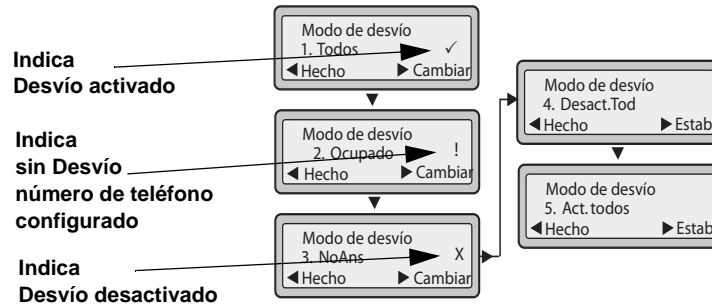 Indica
Desvío activado
Modo de desvío
1. Todos ✓
◀Hecho ▶Cambiar
Indica
sin Desvío
número de teléfono
configurado
Modo de desvío
2. Ocupado !
◀Hecho ▶Cambiar
Indica
Desvío desactivado
Modo de desvío
3. NoAns X
◀Hecho ▶Cambiar
Modo de desvío
4. Desact.Tod
◀Hecho ▶Estab
Modo de desvío
5. Act.todos
◀Hecho ▶Estab